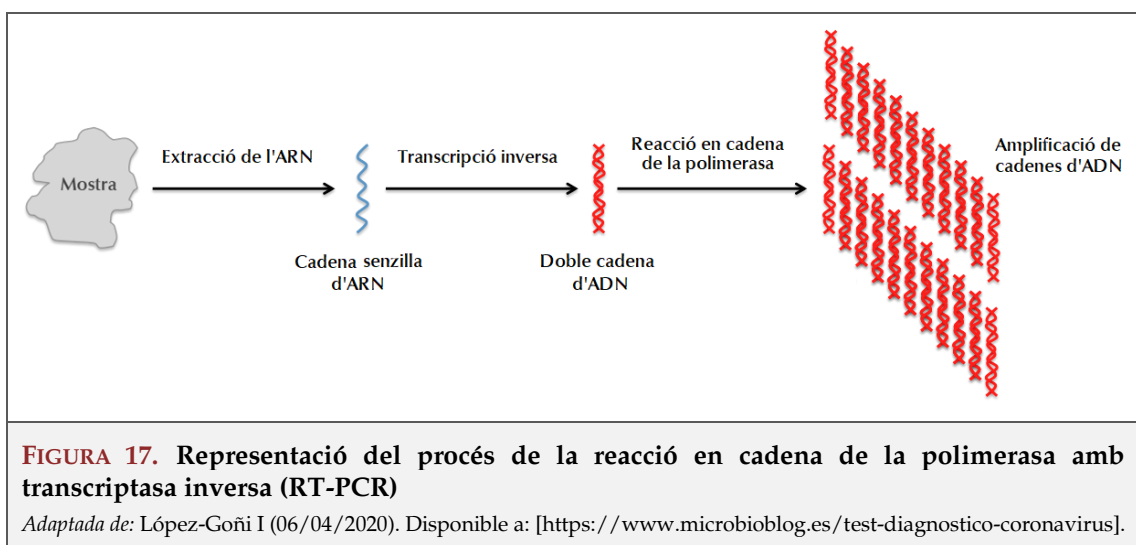 Mostra
Extracció de l'ARN
Cadena senzilla
d'ARN
Transcripció inversa
Doble cadena
d'ADN
Reacció en cadena
de la polimerasa
Amplificació de
cadenes d'ADN
FIGURA 17. Representació del procés de la reacció en cadena de la polimerasa amb
transcriptasa inversa (RT-PCR)
Adaptada de: López-Goñi I (06/04/2020). Disponible a: [https://www.microbioblog.es/test-diagnostico-coronavirus].